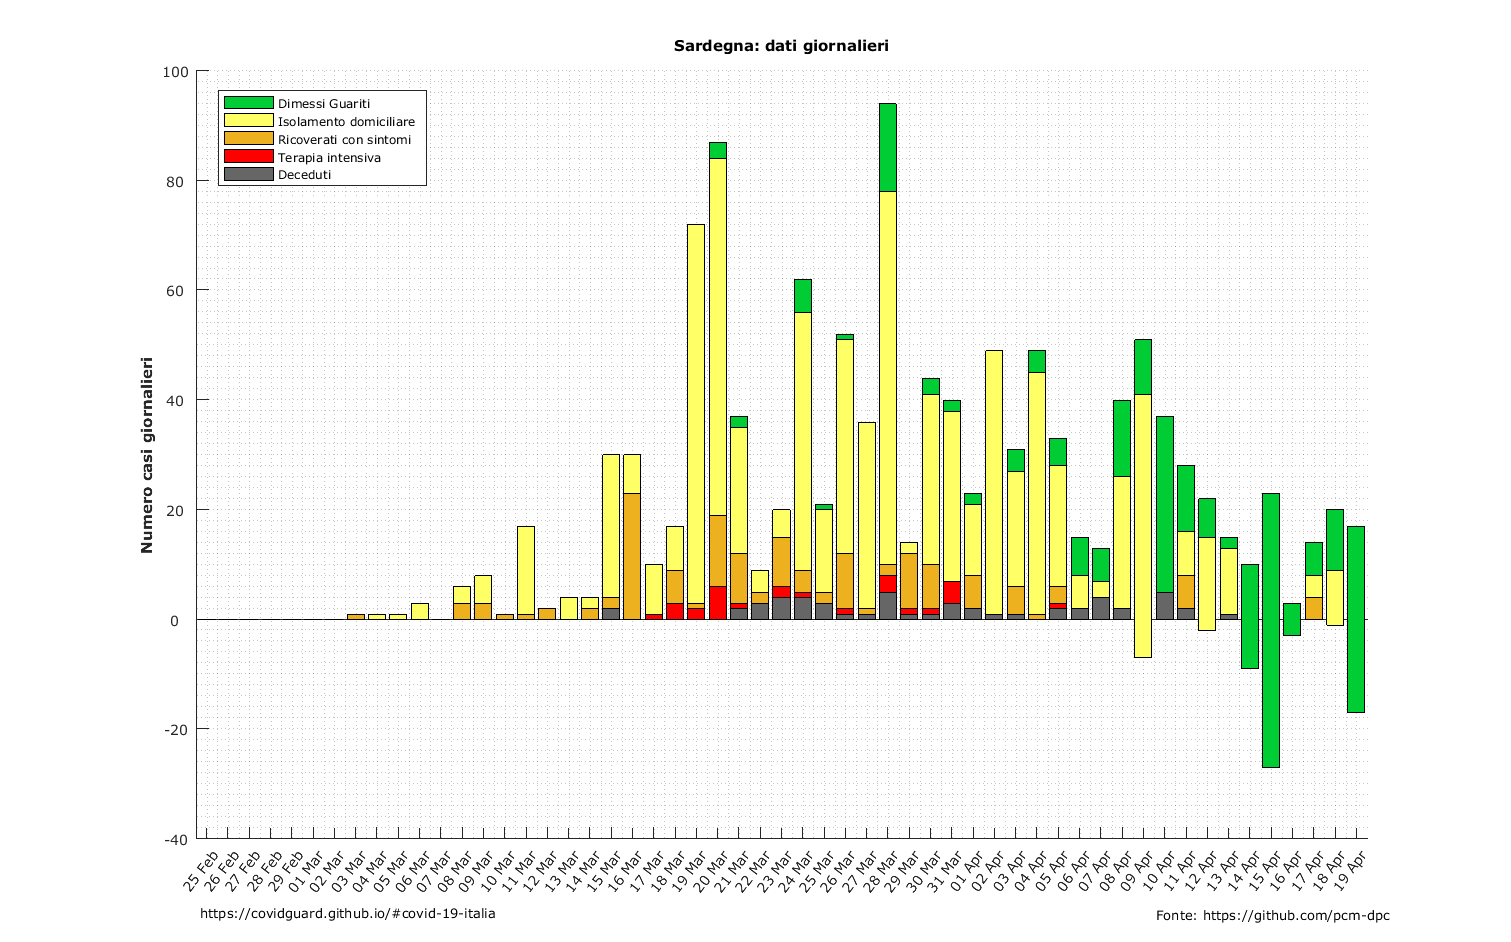 Sardegna: dati giornalieri
Numero casi giornalieri
100
80
60
40
20
0
-20
-40
Dimessi Guariti
Isolamento domiciliare
Ricoverati con sintomi
Terapia intensiva
Deceduti
25 Feb
26 Feb
27 Feb
28 Feb
29 Feb
01 Mar
02 Mar
03 Mar
04 Mar
05 Mar
06 Mar
07 Mar
08 Mar
09 Mar
10 Mar
11 Mar
12 Mar
13 Mar
14 Mar
15 Mar
16 Mar
17 Mar
18 Mar
19 Mar
20 Mar
21 Mar
22 Mar
23 Mar
24 Mar
25 Mar
26 Mar
27 Mar
28 Mar
29 Mar
30 Mar
31 Mar
01 Apr
02 Apr
03 Apr
04 Apr
05 Apr
06 Apr
07 Apr
08 Apr
09 Apr
10 Apr
11 Apr
12 Apr
13 Apr
14 Apr
15 Apr
16 Apr
17 Apr
18 Apr
19 Apr
https://covidguard.github.io/#covid-19-italia
Fonte: https://github.com/pcm-dpc